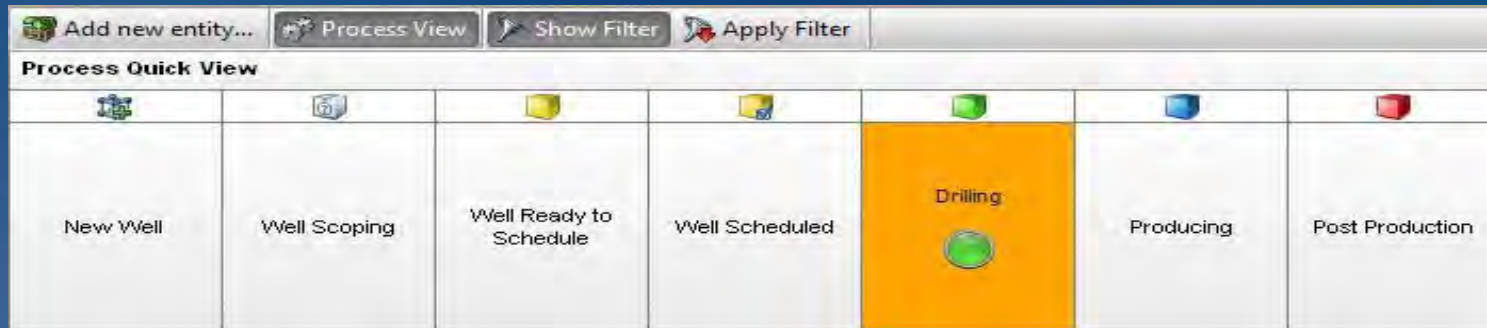 Add new entity... Process View Show Filter Apply Filter
Process Quick View
New Well
Well Scoping
Well Ready to
Schedule
Well Scheduled
Drilling
Producing
Post Production